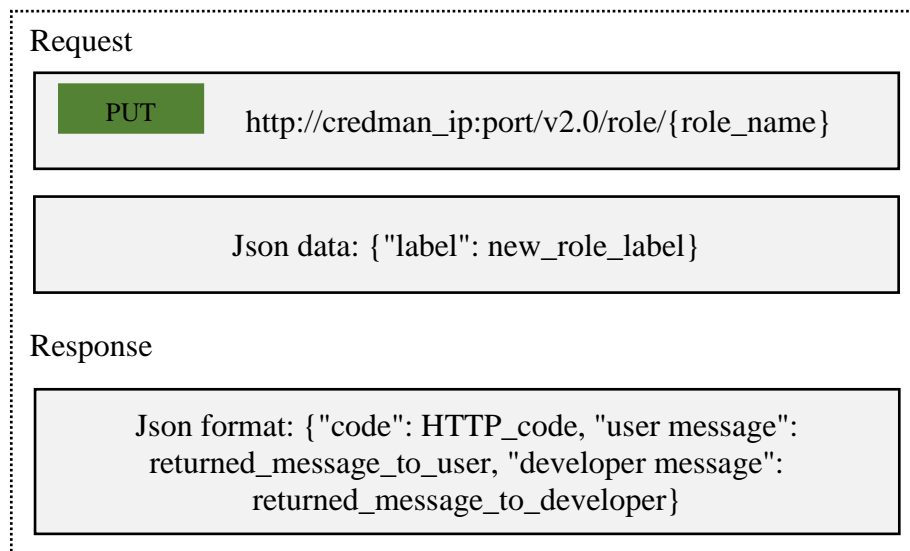 Request
PUT
http://credman_ip:port/v2.0/role/{role_name}
Json data: {"label": new_role_label}
Response
Json format: {"code": HTTP_code, "user message":
returned_message_to_user, "developer message":
returned_message_to_developer}